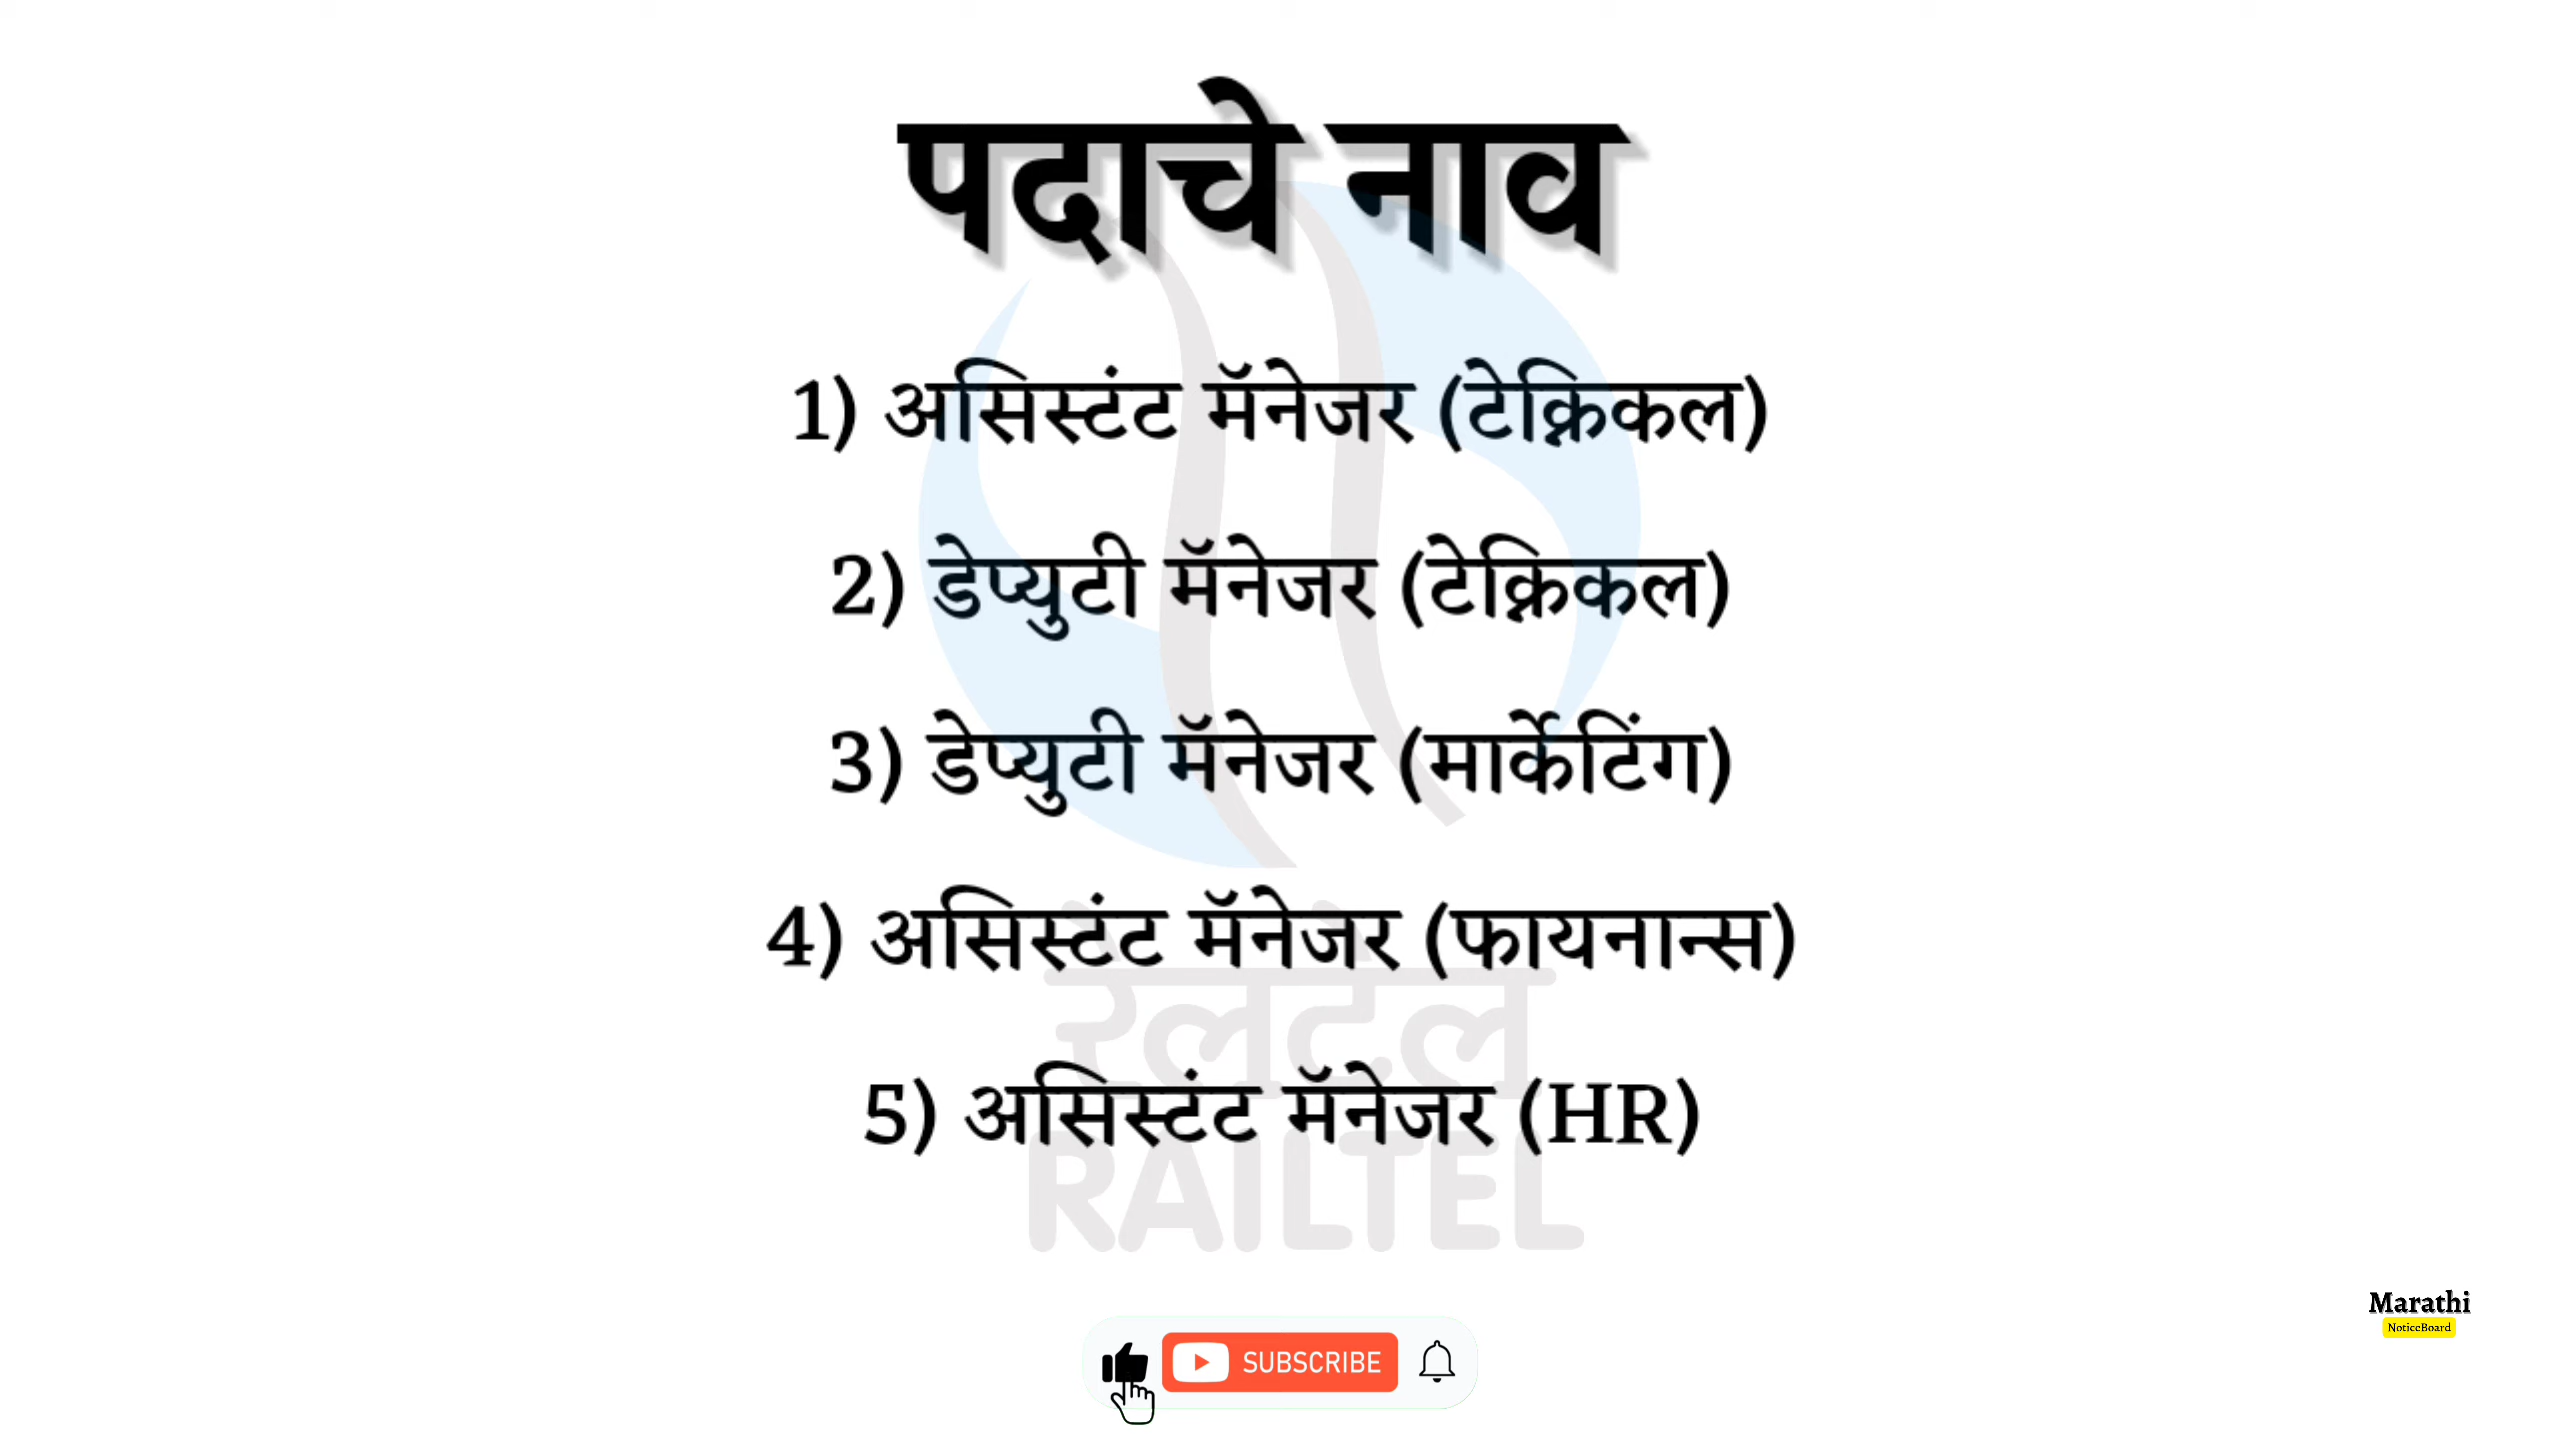 पदाचे नाव
1) असिस्टंट मॅनेजर (टेक्निकल)
2) डेप्युटी मॅनेजर (टेक्निकल)
3) डेप्युटी मॅनेजर (मार्केटिंग)
4) असिस्टंट मॅनेजर (फायनान्स)
रेलटेल
5) असिस्टंट मॅनेजर (HR)
RAILTEL
Marathi
NoticeBoard
SUBSCRIBE